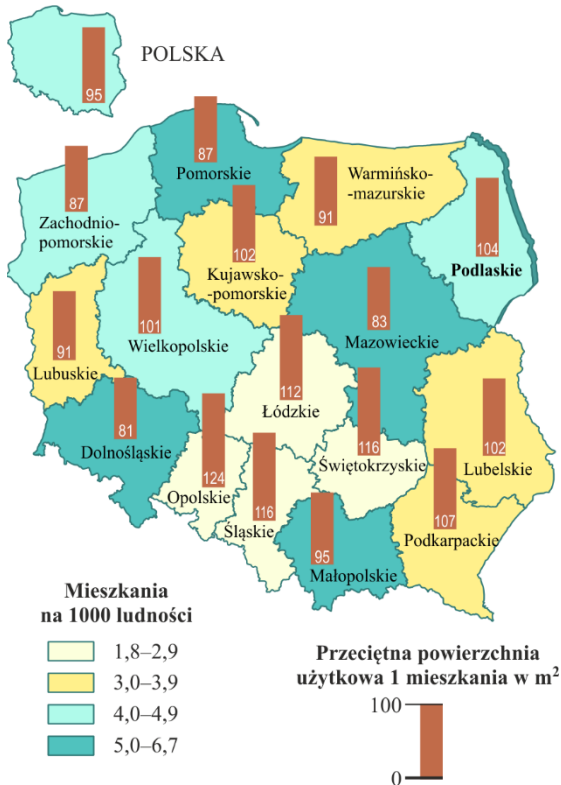 POLSKA
95
87
Pomorskie
87
Zachodnio-
pomorskie
Warmińsko-
-mazurskie
91
102
Kujawsko-
-pomorskie
104
Podlaskie
101
Wielkopolskie
83
Mazowieckie
91
Lubuskie
112
Łódzkie
81
Dolnośląskie
116
Świętokrzyskie
102
Lubelskie
124
Opolskie
116
Śląskie
107
Podkarpackie
95
Małopolskie
Mieszkania
na 1000 ludności
1,8–2,9
3,0–3,9
4,0–4,9
5,0–6,7
Przeciętna powierzchnia
użytkowa 1 mieszkania w m²
100
0